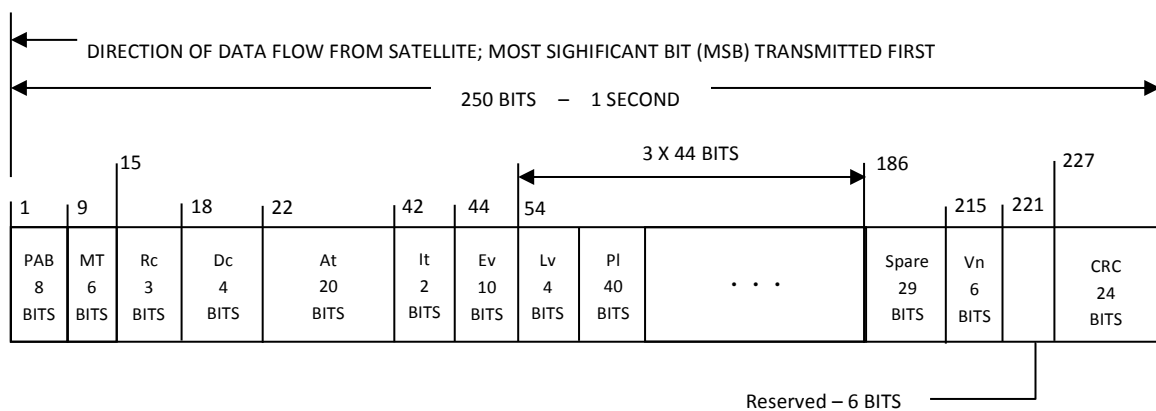 DIRECTION OF DATA FLOW FROM SATELLITE; MOST SIGHIFICANT BIT (MSB) TRANSMITTED FIRST
250 BITS – 1 SECOND
3 X 44 BITS
15
186
227
1 9 18 22 42 44 54 215 221
PAB MT Rc Dc At It Ev Lv Pl Spare Vn CRC
8 6 3 4 20 2 10 4 40 . . . 29 6 24
BITS BITS BITS BITS BITS BITS BITS BITS BITS BITS BITS BITS
Reserved – 6 BITS